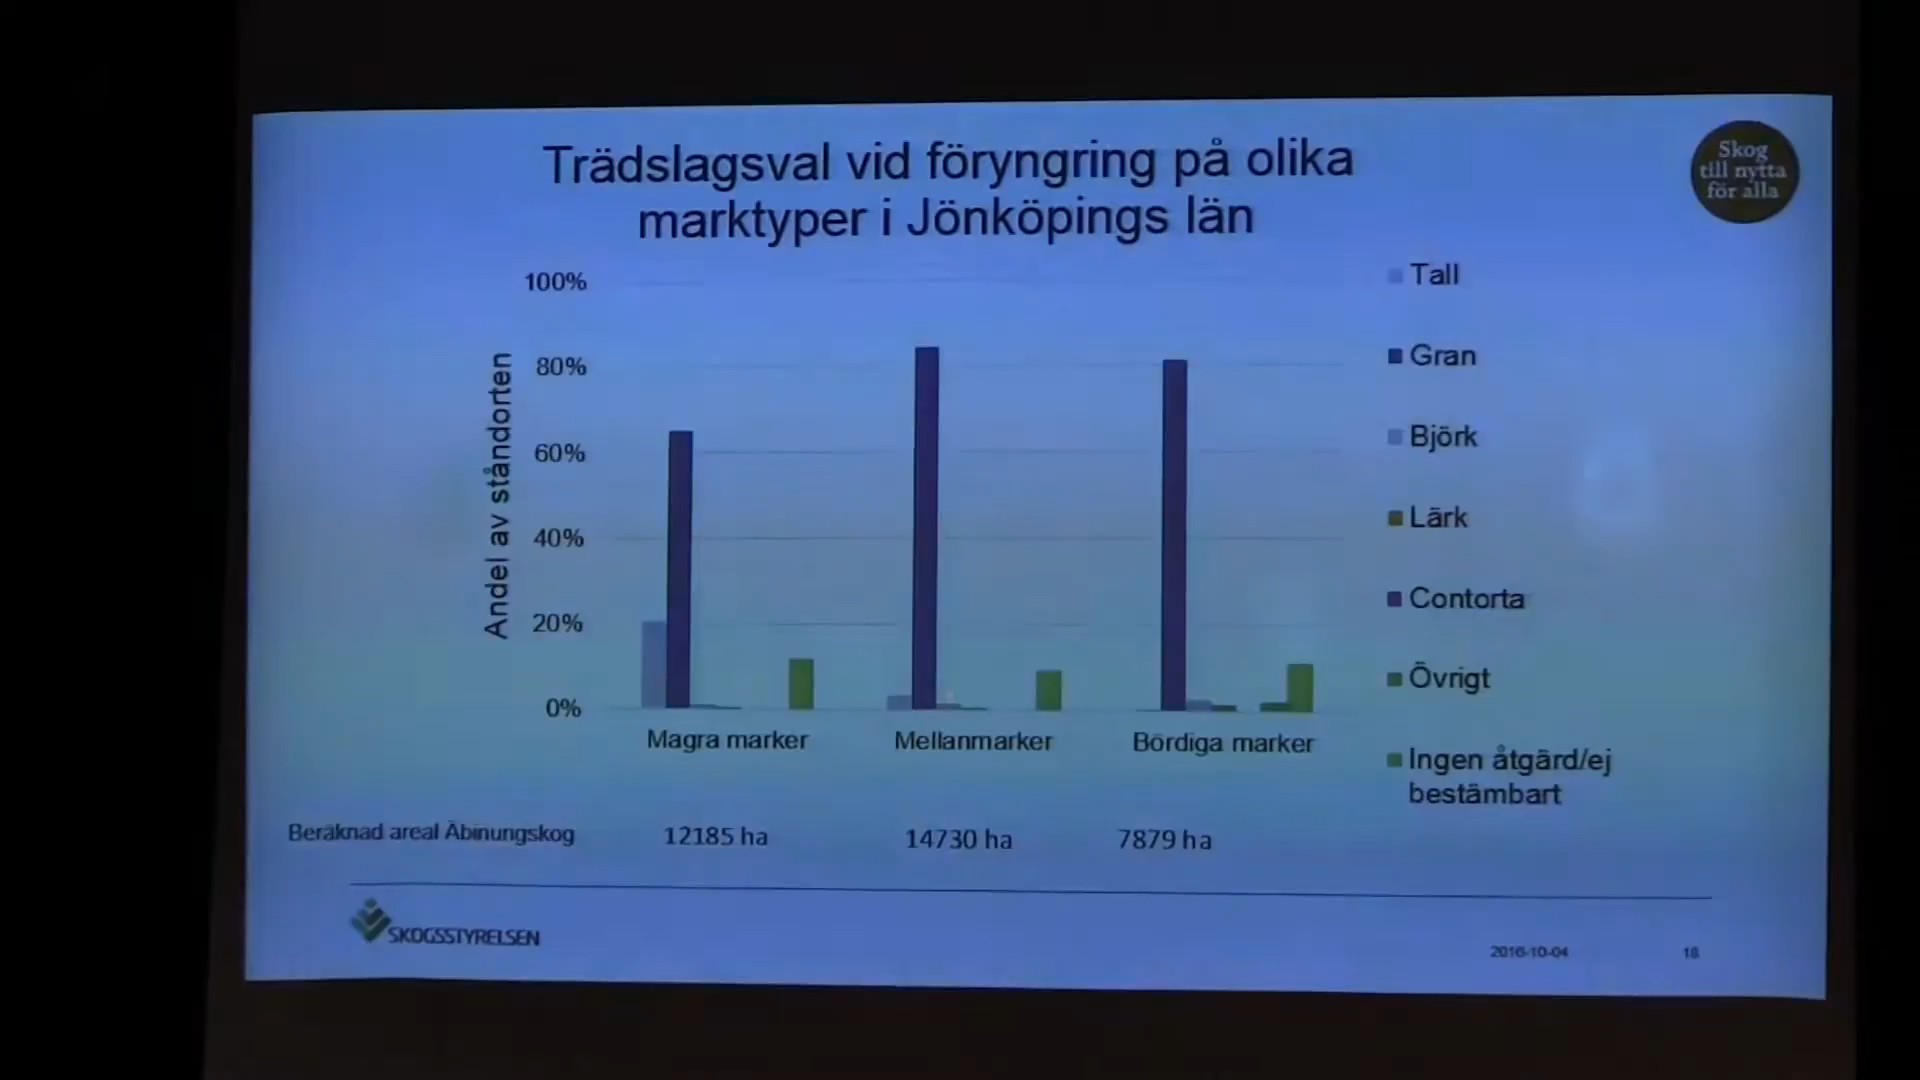 Trädslagsval vid föryngring på olika
marktyper i Jönköpings län
Skog
till nytta
för alla
Andel av ståndorten
100%
80%
60%
40%
20%
0%
Magra marker
Mellanmarker
Bördiga marker
Tall
Gran
Björk
Lärk
Contorta
Övrigt
Ingen åtgärd/ej
bestämbart
Beräknad areal Äbinungskog
12185 ha
14730 ha
7879 ha
SKOGSSTYRELSEN
2016-10-04
18